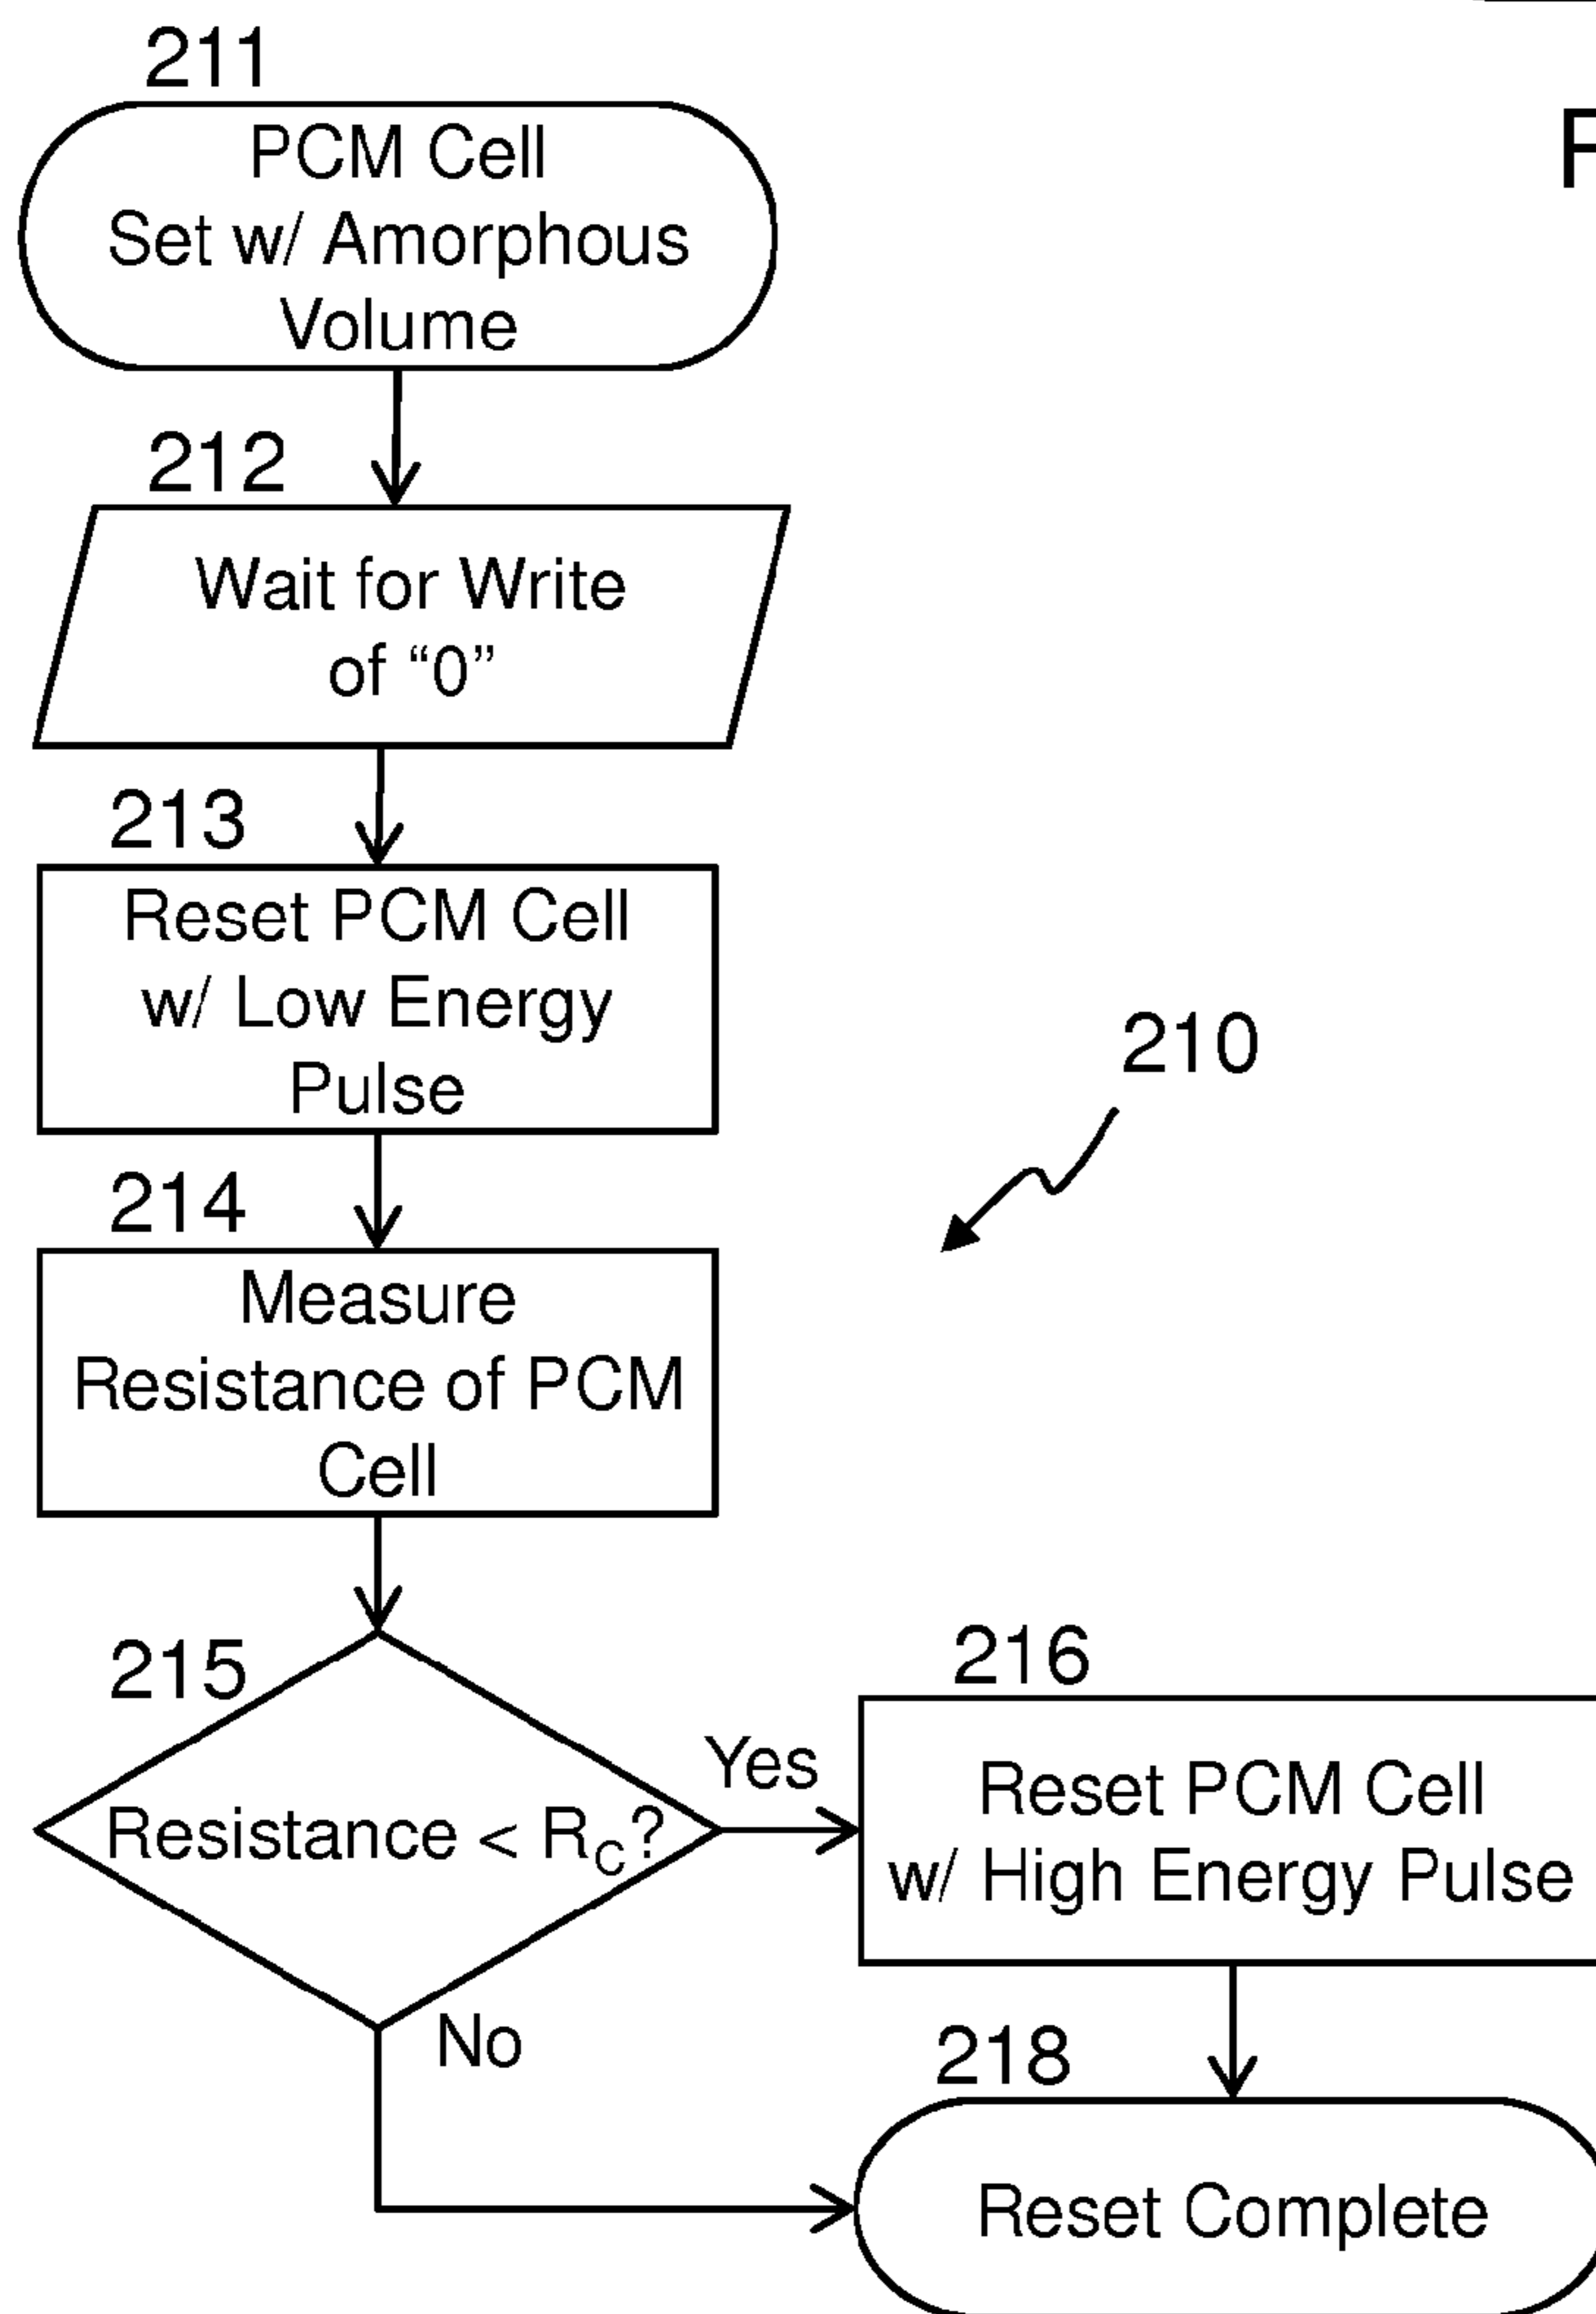 211
PCM Cell
Set w/ Amorphous
Volume
212
Wait for Write
of “0”
213
Reset PCM Cell
w/ Low Energy
Pulse
210
214
Measure
Resistance of PCM
Cell
215
Resistance < R_C?
Yes
216
Reset PCM Cell
w/ High Energy Pulse
No
218
Reset Complete